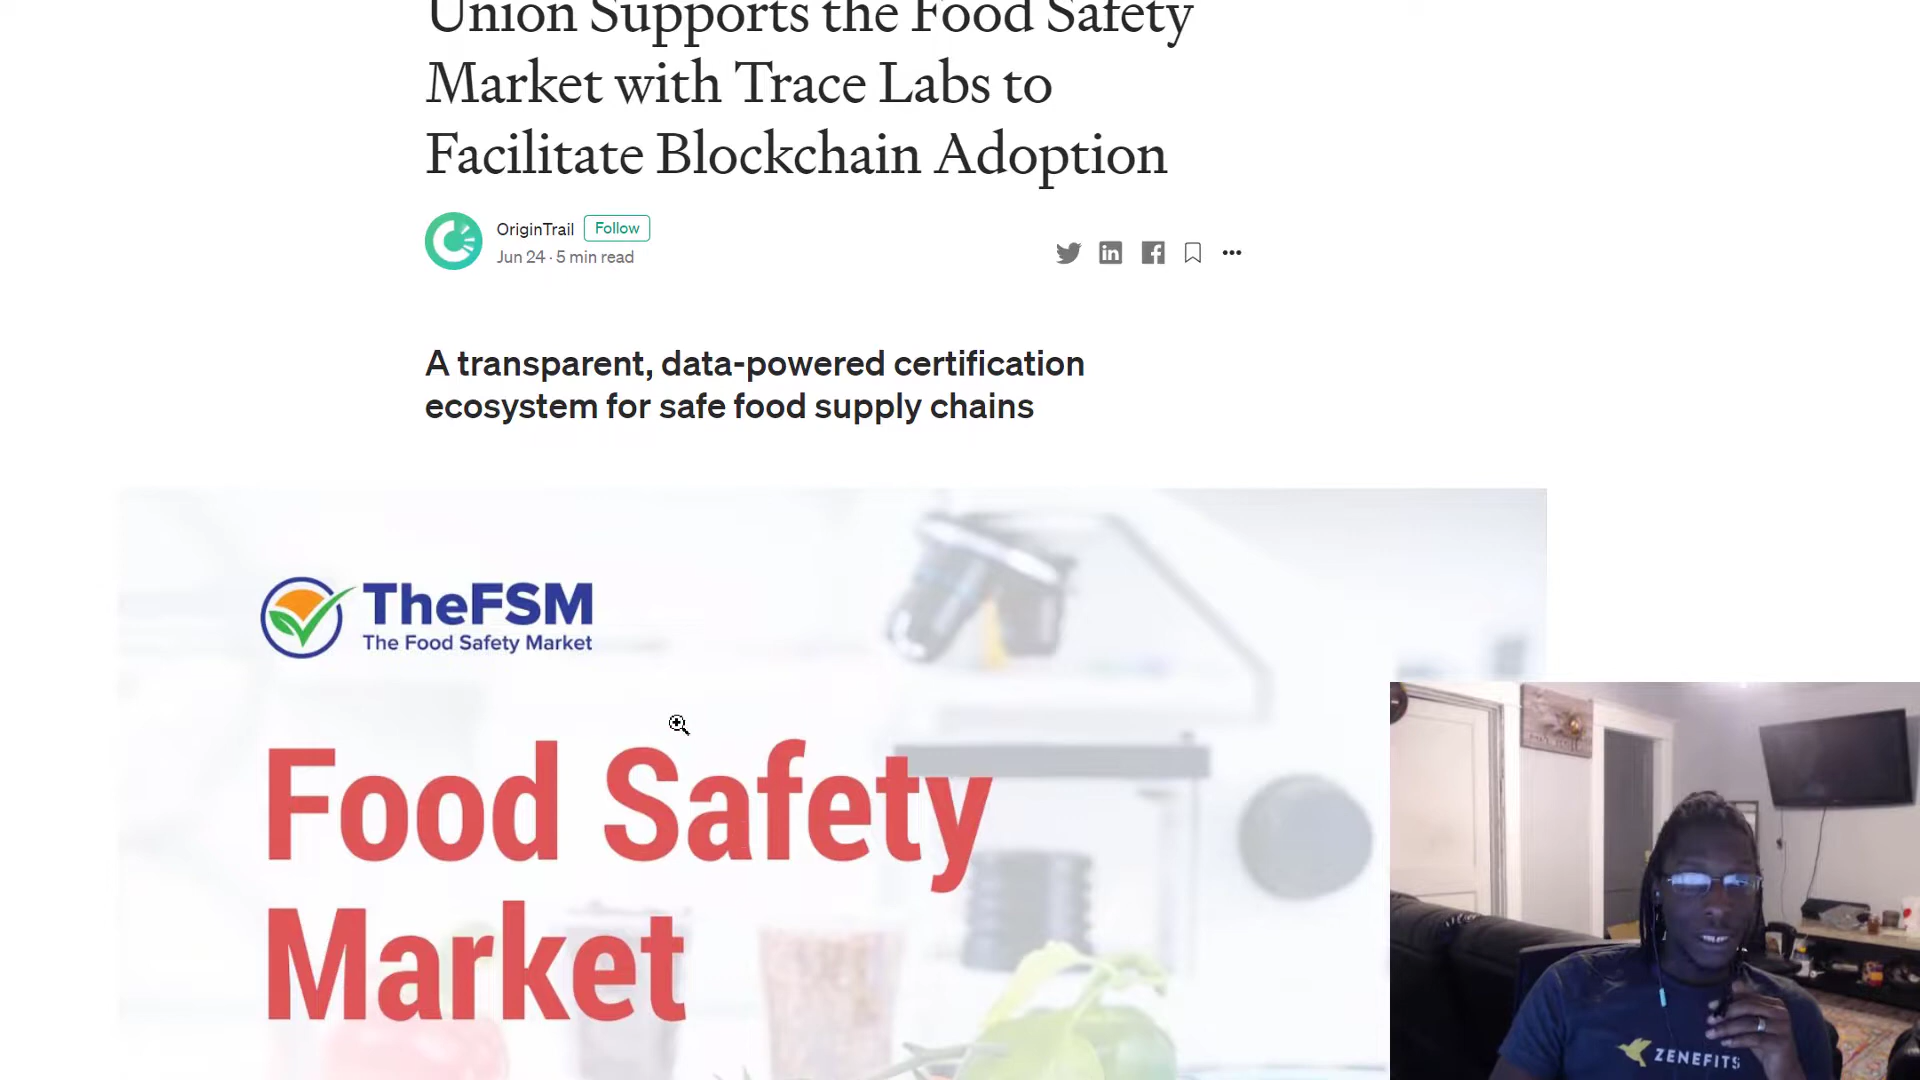 Union Supports the Food Safety
Market with Trace Labs to
Facilitate Blockchain Adoption
OriginTrail Follow
Jun 24 · 5 min read
A transparent, data-powered certification
ecosystem for safe food supply chains
TheFSM
The Food Safety Market
Food Safety
Market
ZENEFITS